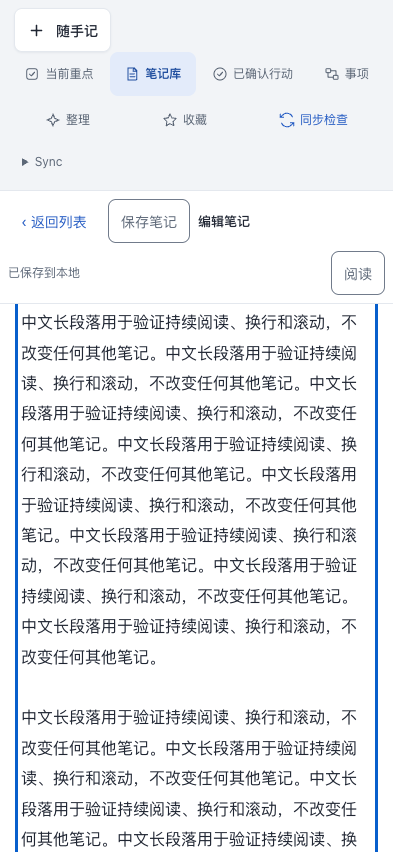 随手记
当前重点 笔记库 已确认行动 事项
整理 收藏 同步检查
Sync
‹ 返回列表 保存笔记 编辑笔记
已保存到本地 阅读
中文长段落用于验证持续阅读、换行和滚动，不
改变任何其他笔记。中文长段落用于验证持续阅
读、换行和滚动，不改变任何其他笔记。中文长
段落用于验证持续阅读、换行和滚动，不改变任
何其他笔记。中文长段落用于验证持续阅读、换
行和滚动，不改变任何其他笔记。中文长段落用
于验证持续阅读、换行和滚动，不改变任何其他
笔记。中文长段落用于验证持续阅读、换行和滚
动，不改变任何其他笔记。中文长段落用于验证
持续阅读、换行和滚动，不改变任何其他笔记。
中文长段落用于验证持续阅读、换行和滚动，不
改变任何其他笔记。
中文长段落用于验证持续阅读、换行和滚动，不
改变任何其他笔记。中文长段落用于验证持续阅
读、换行和滚动，不改变任何其他笔记。中文长
段落用于验证持续阅读、换行和滚动，不改变任
何其他笔记。中文长段落用于验证持续阅读、换